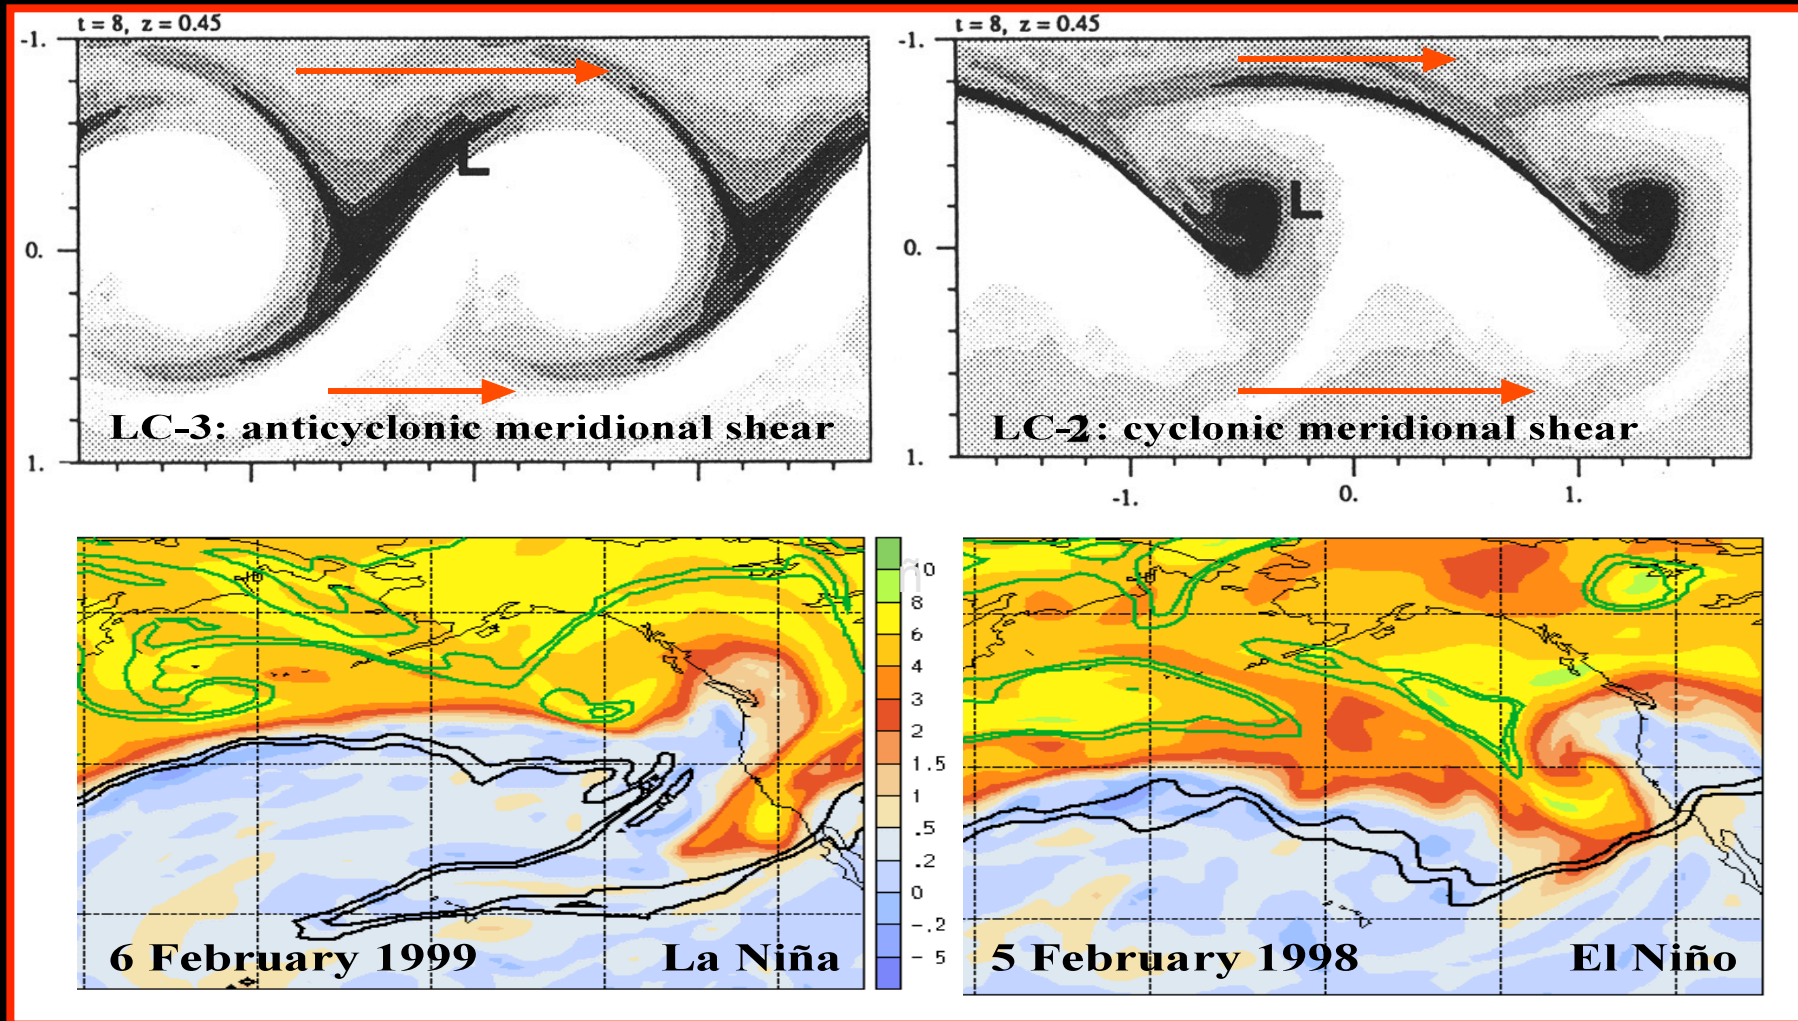 t = 8, z = 0.45
-1.
0.
1.
L
LC-3: anticyclonic meridional shear
t = 8, z = 0.45
-1.
0.
1.
L
LC-2: cyclonic meridional shear
-1.
0.
1.
ñ
10
8
6
4
3
2
1.5
1
.5
.2
0
-.2
- 5
6 February 1999
La Niña
5 February 1998
El Niño